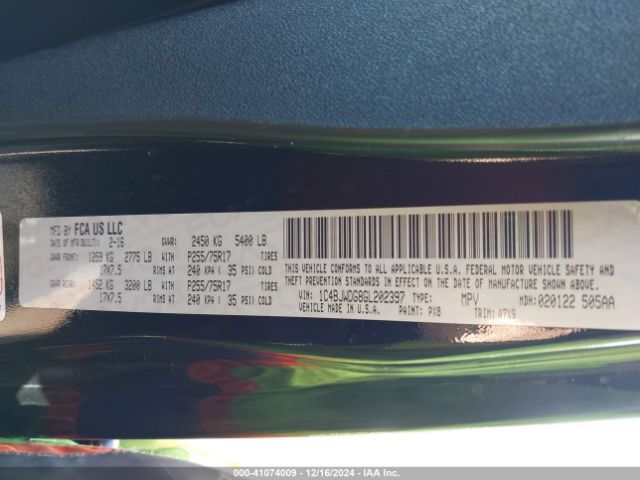 MFD BY FCA US LLC
DATE OF MFR(BUILT): 2-16 GVWR: 2450 KG 5400 LB
GAWR FRONT: 1259 KG 2775 LB WITH P255/75R17 TIRES
17X7.5 RIMS AT 240 KPA ( 35 PSI) COLD
GAWR REAR: 1452 KG 3200 LB WITH P255/75R17 TIRES
17X7.5 RIMS AT 240 KPA ( 35 PSI) COLD
THIS VEHICLE CONFORMS TO ALL APPLICABLE U.S.A. FEDERAL MOTOR VEHICLE SAFETY AND
THEFT PREVENTION STANDARDS IN EFFECT ON THE DATE OF MANUFACTURE SHOWN ABOVE.
VIN: 1C4BJWDG8GL202397 TYPE: MPV MDH: 020122 505AA
VEHICLE MADE IN U.S.A. PAINT: PX8 TRIM: A7X9
000-41074009 - 12/16/2024 - IAA Inc.